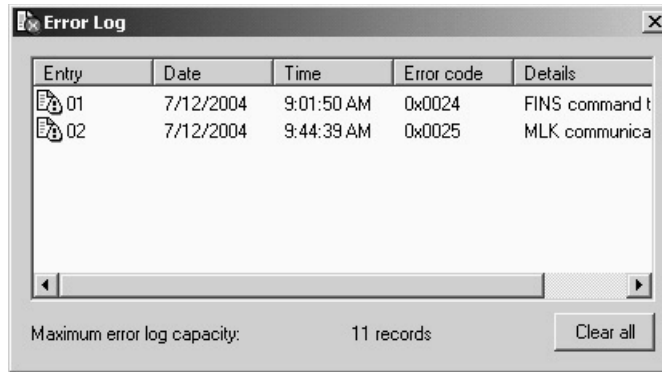 Error Log
Entry Date Time Error code Details
01 7/12/2004 9:01:50 AM 0x0024 FINS command t
02 7/12/2004 9:44:39 AM 0x0025 MLK communica
Maximum error log capacity: 11 records Clear all